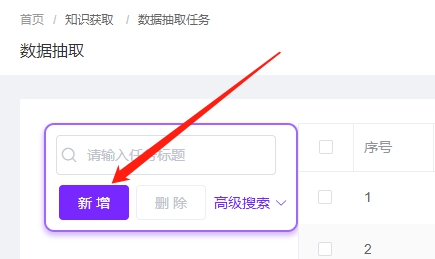 首页 / 知识获取 / 数据抽取任务
数据抽取
请输入任务标题
序号
新 增 删 除 高级搜索
1
2